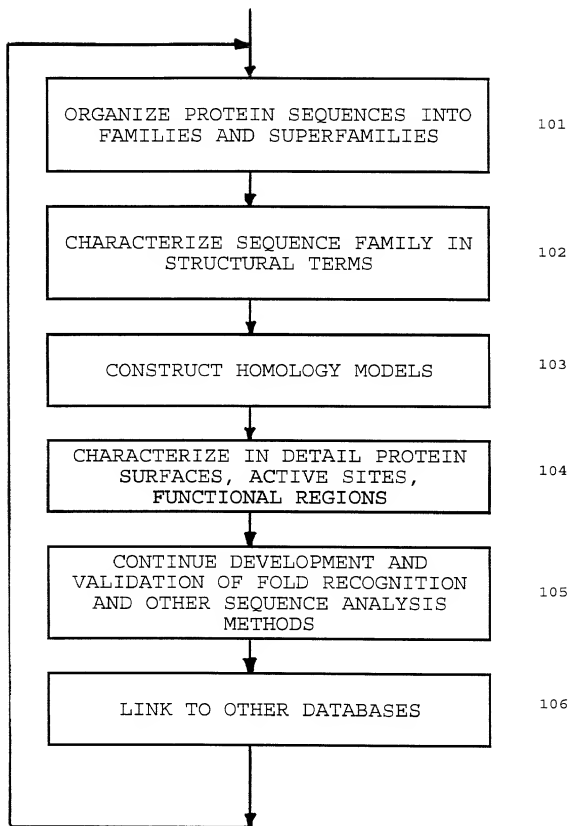 ORGANIZE PROTEIN SEQUENCES INTO
FAMILIES AND SUPERFAMILIES
101
CHARACTERIZE SEQUENCE FAMILY IN
STRUCTURAL TERMS
102
CONSTRUCT HOMOLOGY MODELS
103
CHARACTERIZE IN DETAIL PROTEIN
SURFACES, ACTIVE SITES,
FUNCTIONAL REGIONS
104
CONTINUE DEVELOPMENT AND
VALIDATION OF FOLD RECOGNITION
AND OTHER SEQUENCE ANALYSIS
METHODS
105
LINK TO OTHER DATABASES
106